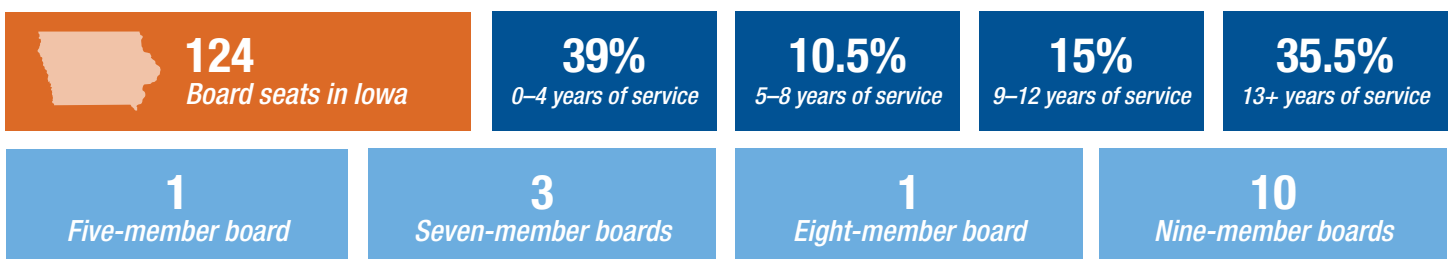 124
Board seats in Iowa
39%
0–4 years of service
10.5%
5–8 years of service
15%
9–12 years of service
35.5%
13+ years of service
1
Five-member board
3
Seven-member boards
1
Eight-member board
10
Nine-member boards